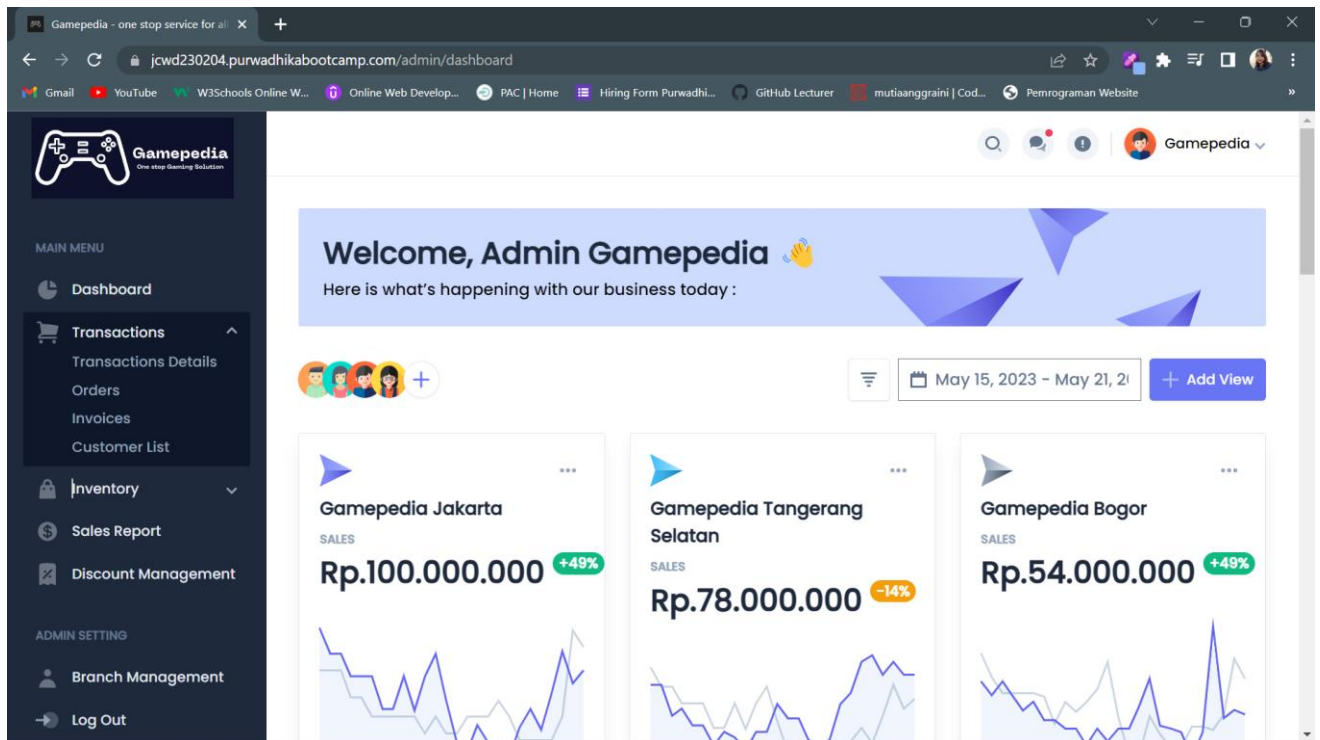 Gamepedia - one stop service for all
jcwd230204.purwadhikabootcamp.com/admin/dashboard
Gmail YouTube W3Schools Online W... Online Web Develop... PAC | Home Hiring Form Purwadhi... GitHub Lecturer mutiaanggraini | Cod... Pemrograman Website »
Gamepedia
One stop Gaming Solution
Gamepedia
MAIN MENU
Dashboard
Transactions
Transactions Details
Orders
Invoices
Customer List
Inventory
Sales Report
Discount Management
ADMIN SETTING
Branch Management
Log Out
Welcome, Admin Gamepedia 👋
Here is what's happening with our business today :
May 15, 2023 - May 21, 2
Add View
Gamepedia Jakarta
SALES
Rp.100.000.000 +49%
Gamepedia Tangerang
Selatan
SALES
Rp.78.000.000 -14%
Gamepedia Bogor
SALES
Rp.54.000.000 +49%